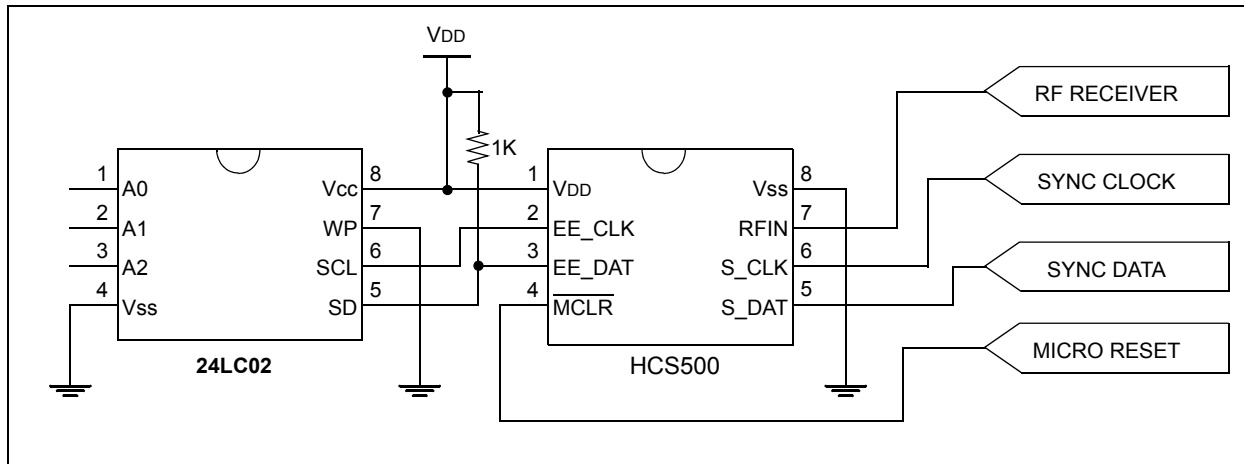 VDD
RF RECEIVER
1K
1 A0 Vcc 8
2 A1 WP 7
3 A2 SCL 6
4 Vss SD 5
24LC02
1 VDD Vss 8
2 EE_CLK RFIN 7
3 EE_DAT S_CLK 6
4 MCLR S_DAT 5
HCS500
SYNC CLOCK
SYNC DATA
MICRO RESET